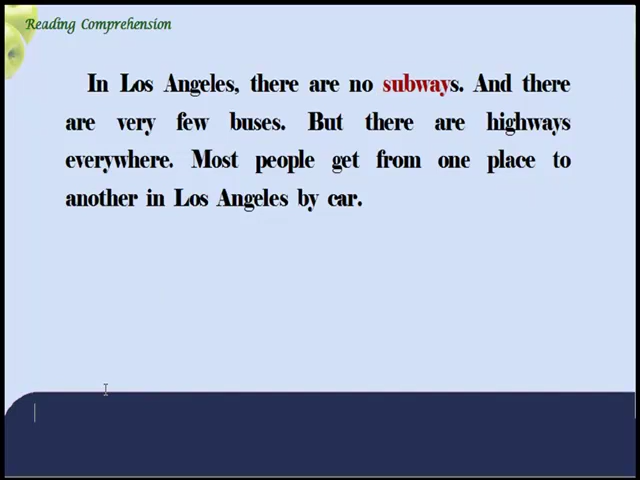 Reading Comprehension
In Los Angeles, there are no subways. And there
are very few buses. But there are highways
everywhere. Most people get from one place to
another in Los Angeles by car.